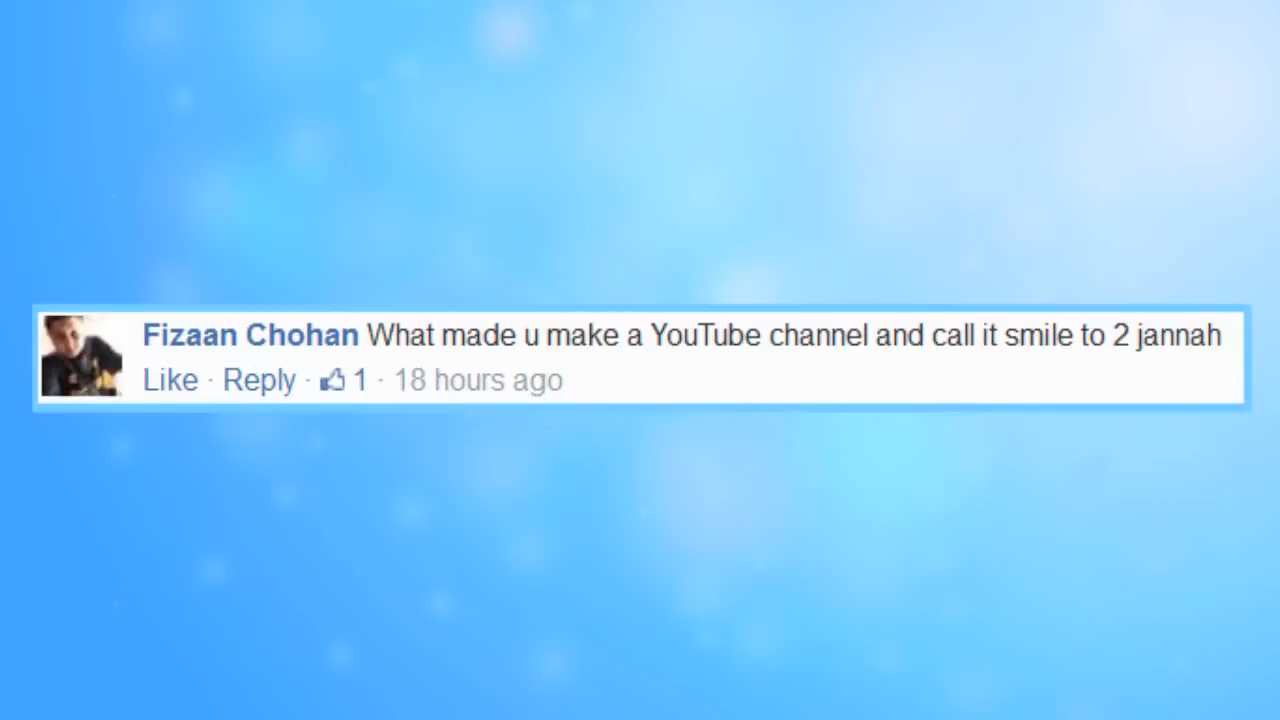 Fizaan Chohan What made u make a YouTube channel and call it smile to 2 jannah
Like · Reply · 1 · 18 hours ago